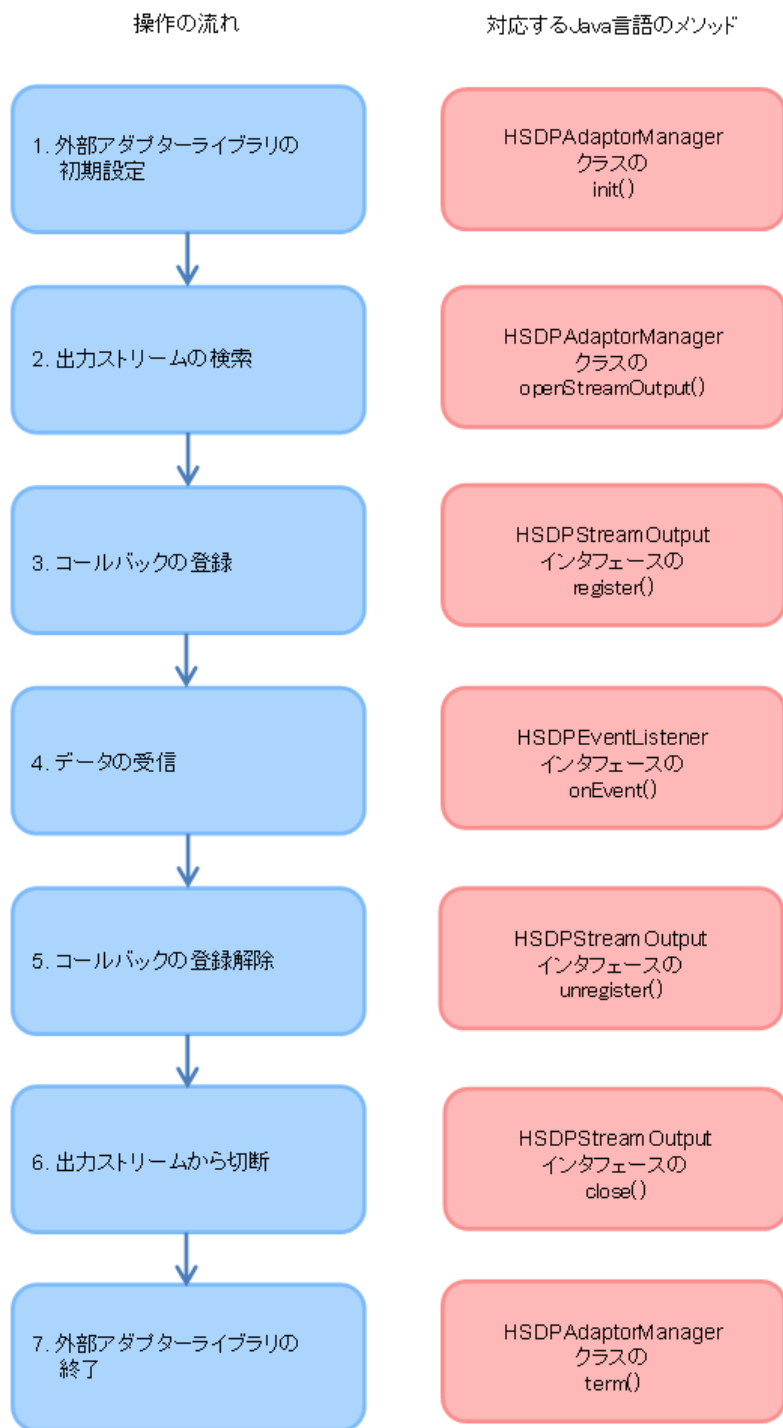 操作の流れ
対応するJava言語のメソッド
1. 外部アダプターライブラリの
初期設定
HSDPAdaptorManager
クラスの
init()
2. 出力ストリームの検索
HSDPAdaptorManager
クラスの
openStreamOutput()
3. コールバックの登録
HSDPStreamOutput
インタフェースの
register()
4. データの受信
HSDPEventListener
インタフェースの
onEvent()
5. コールバックの登録解除
HSDPStreamOutput
インタフェースの
unregister()
6. 出力ストリームから切断
HSDPStreamOutput
インタフェースの
close()
7. 外部アダプターライブラリの
終了
HSDPAdaptorManager
クラスの
term()